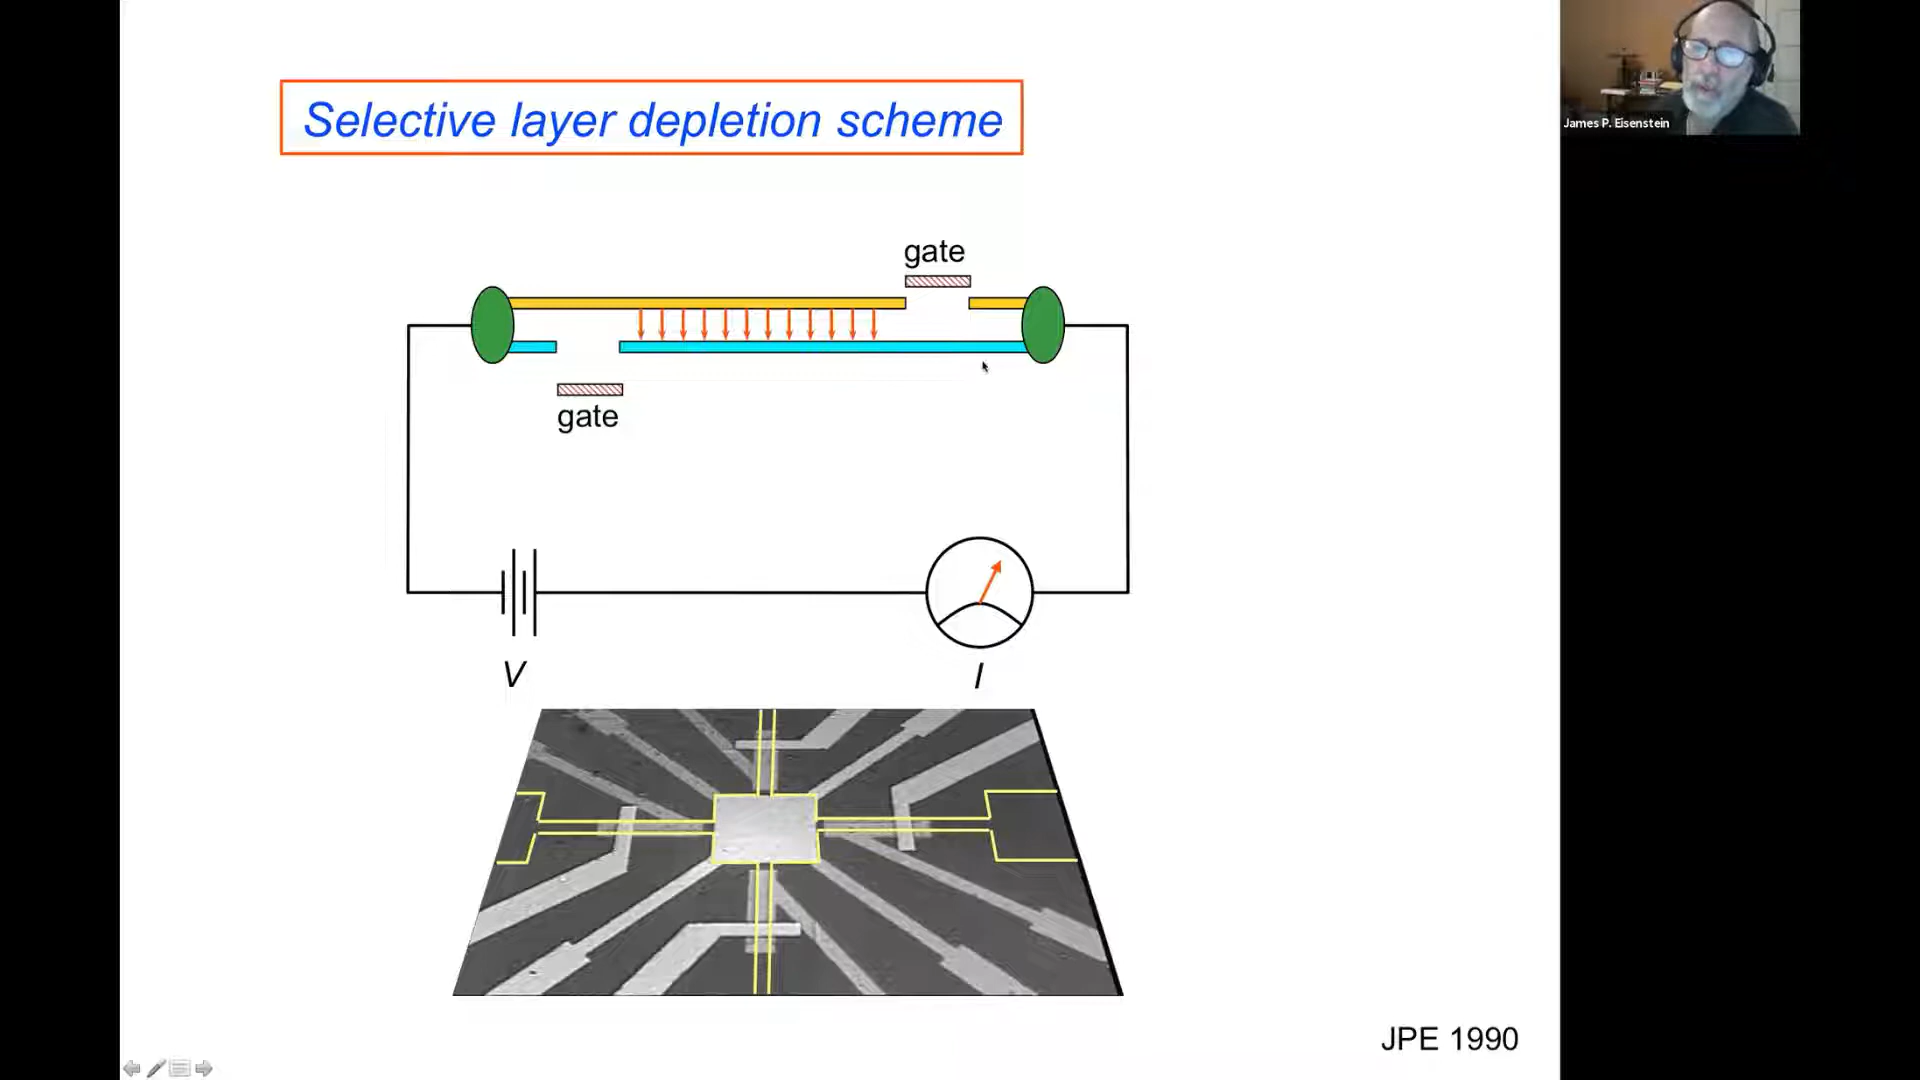 Selective layer depletion scheme
James P. Eisenstein
gate
gate
V
I
JPE 1990